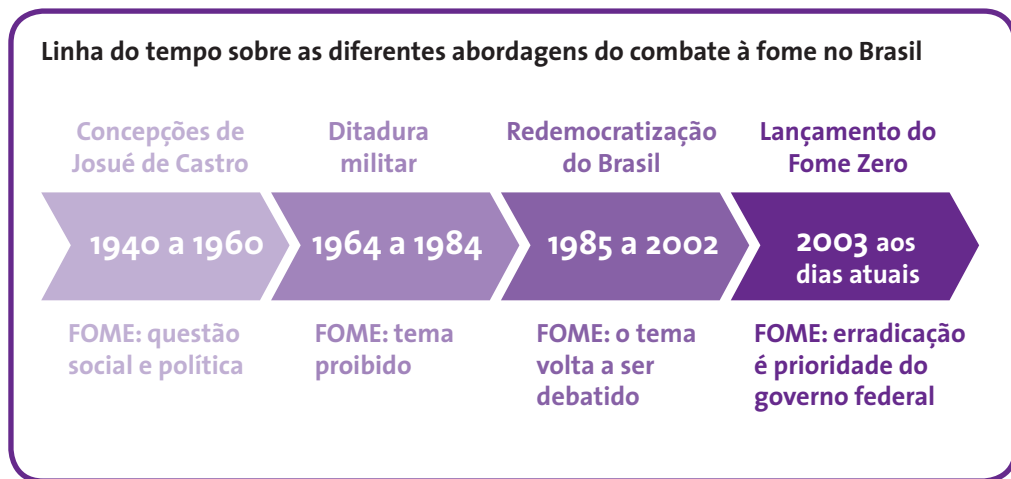 Linha do tempo sobre as diferentes abordagens do combate à fome no Brasil
Concepções de
Josué de Castro
Ditadura
militar
Redemocratização
do Brasil
Lançamento do
Fome Zero
1940 a 1960
1964 a 1984
1985 a 2002
2003 aos
dias atuais
FOME: questão
social e política
FOME: tema
proibido
FOME: o tema
volta a ser
debatido
FOME: erradicação
é prioridade do
governo federal